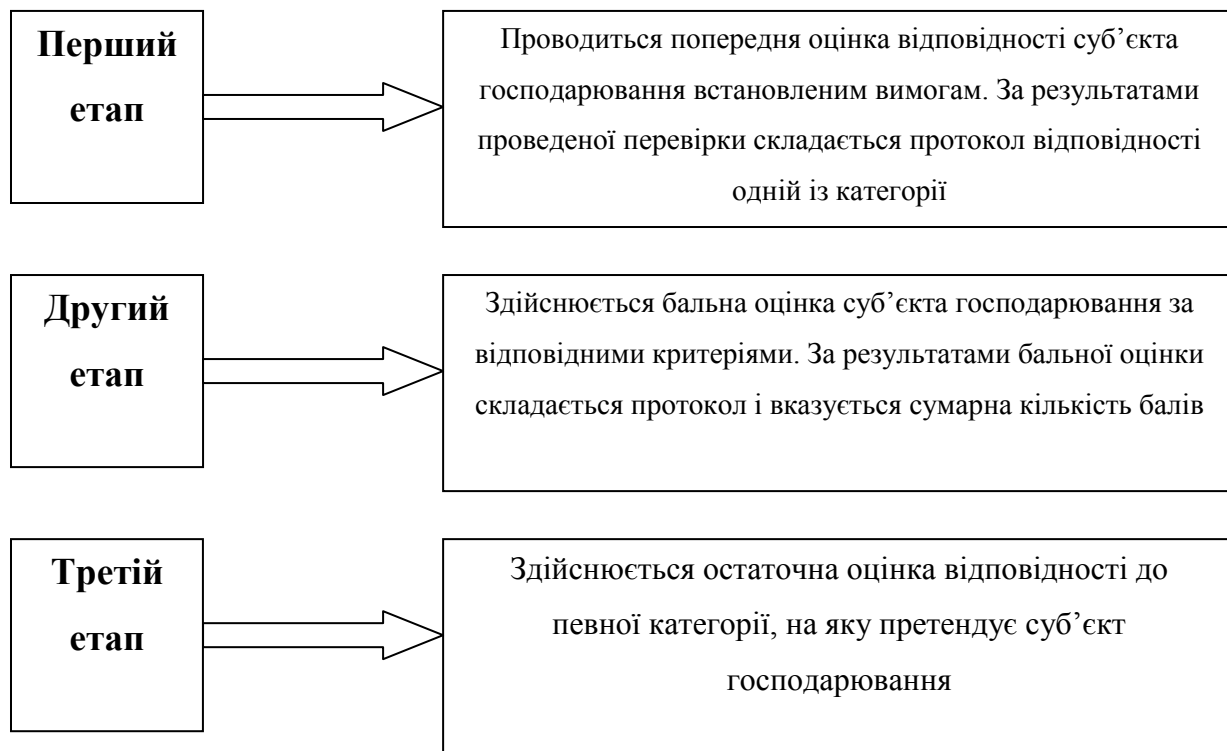 Перший
етап
Проводиться попередня оцінка відповідності суб’єкта
господарювання встановленим вимогам. За результатами
проведеної перевірки складається протокол відповідності
одній із категорії
Другий
етап
Здійснюється бальна оцінка суб’єкта господарювання за
відповідними критеріями. За результатами бальної оцінки
складається протокол і вказується сумарна кількість балів
Третій
етап
Здійснюється остаточна оцінка відповідності до
певної категорії, на яку претендує суб’єкт
господарювання